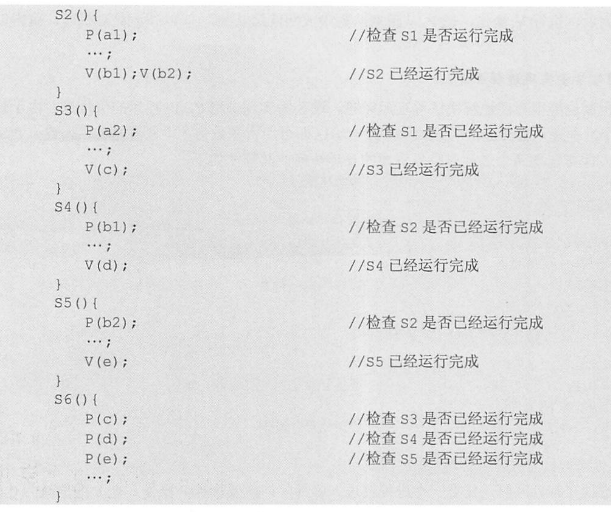 S2(){
P(a1); //检查 S1 是否运行完成
…;
V(b1);V(b2); //S2 已经运行完成
}
S3(){
P(a2); //检查 S1 是否已经运行完成
…;
V(c); //S3 已经运行完成
}
S4(){
P(b1); //检查 S2 是否已经运行完成
…;
V(d); //S4 已经运行完成
}
S5(){
P(b2); //检查 S2 是否已经运行完成
…;
V(e); //S5 已经运行完成
}
S6(){
P(c); //检查 S3 是否已经运行完成
P(d); //检查 S4 是否已经运行完成
P(e); //检查 S5 是否已经运行完成
…;
}